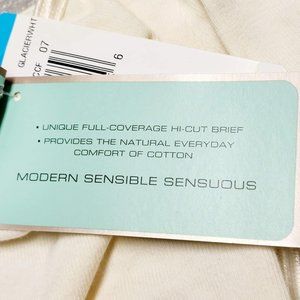 GLACIERWHT
CCF 07
6
• UNIQUE FULL-COVERAGE HI-CUT BRIEF
• PROVIDES THE NATURAL EVERYDAY
COMFORT OF COTTON
MODERN SENSIBLE SENSUOUS